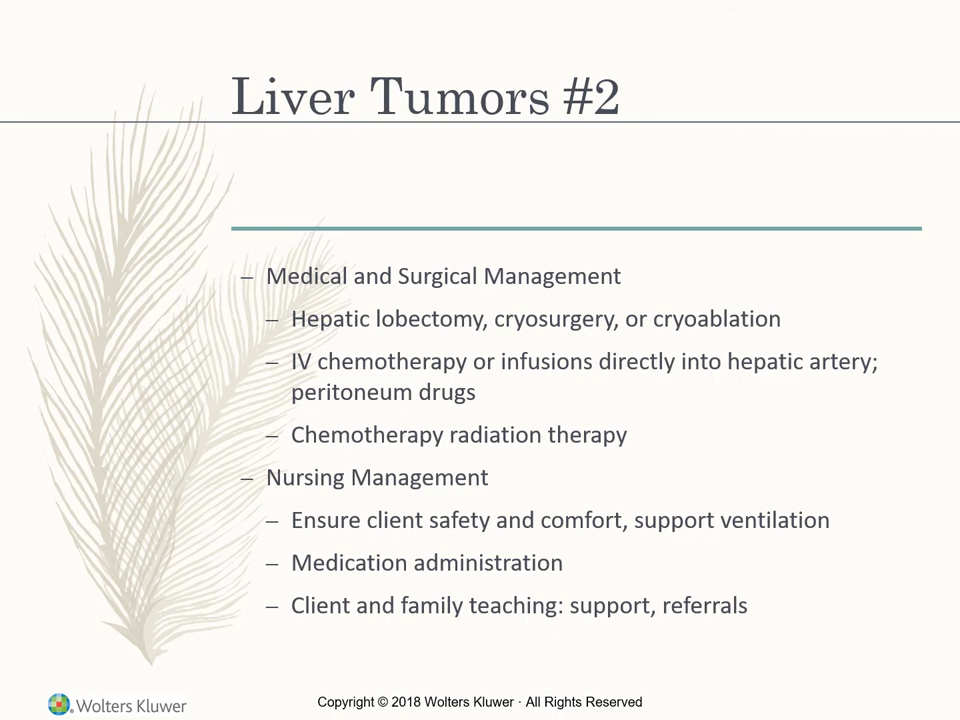 Liver Tumors #2
– Medical and Surgical Management
– Hepatic lobectomy, cryosurgery, or cryoablation
– IV chemotherapy or infusions directly into hepatic artery;
peritoneum drugs
– Chemotherapy radiation therapy
– Nursing Management
– Ensure client safety and comfort, support ventilation
– Medication administration
– Client and family teaching: support, referrals
Wolters Kluwer
Copyright © 2018 Wolters Kluwer · All Rights Reserved